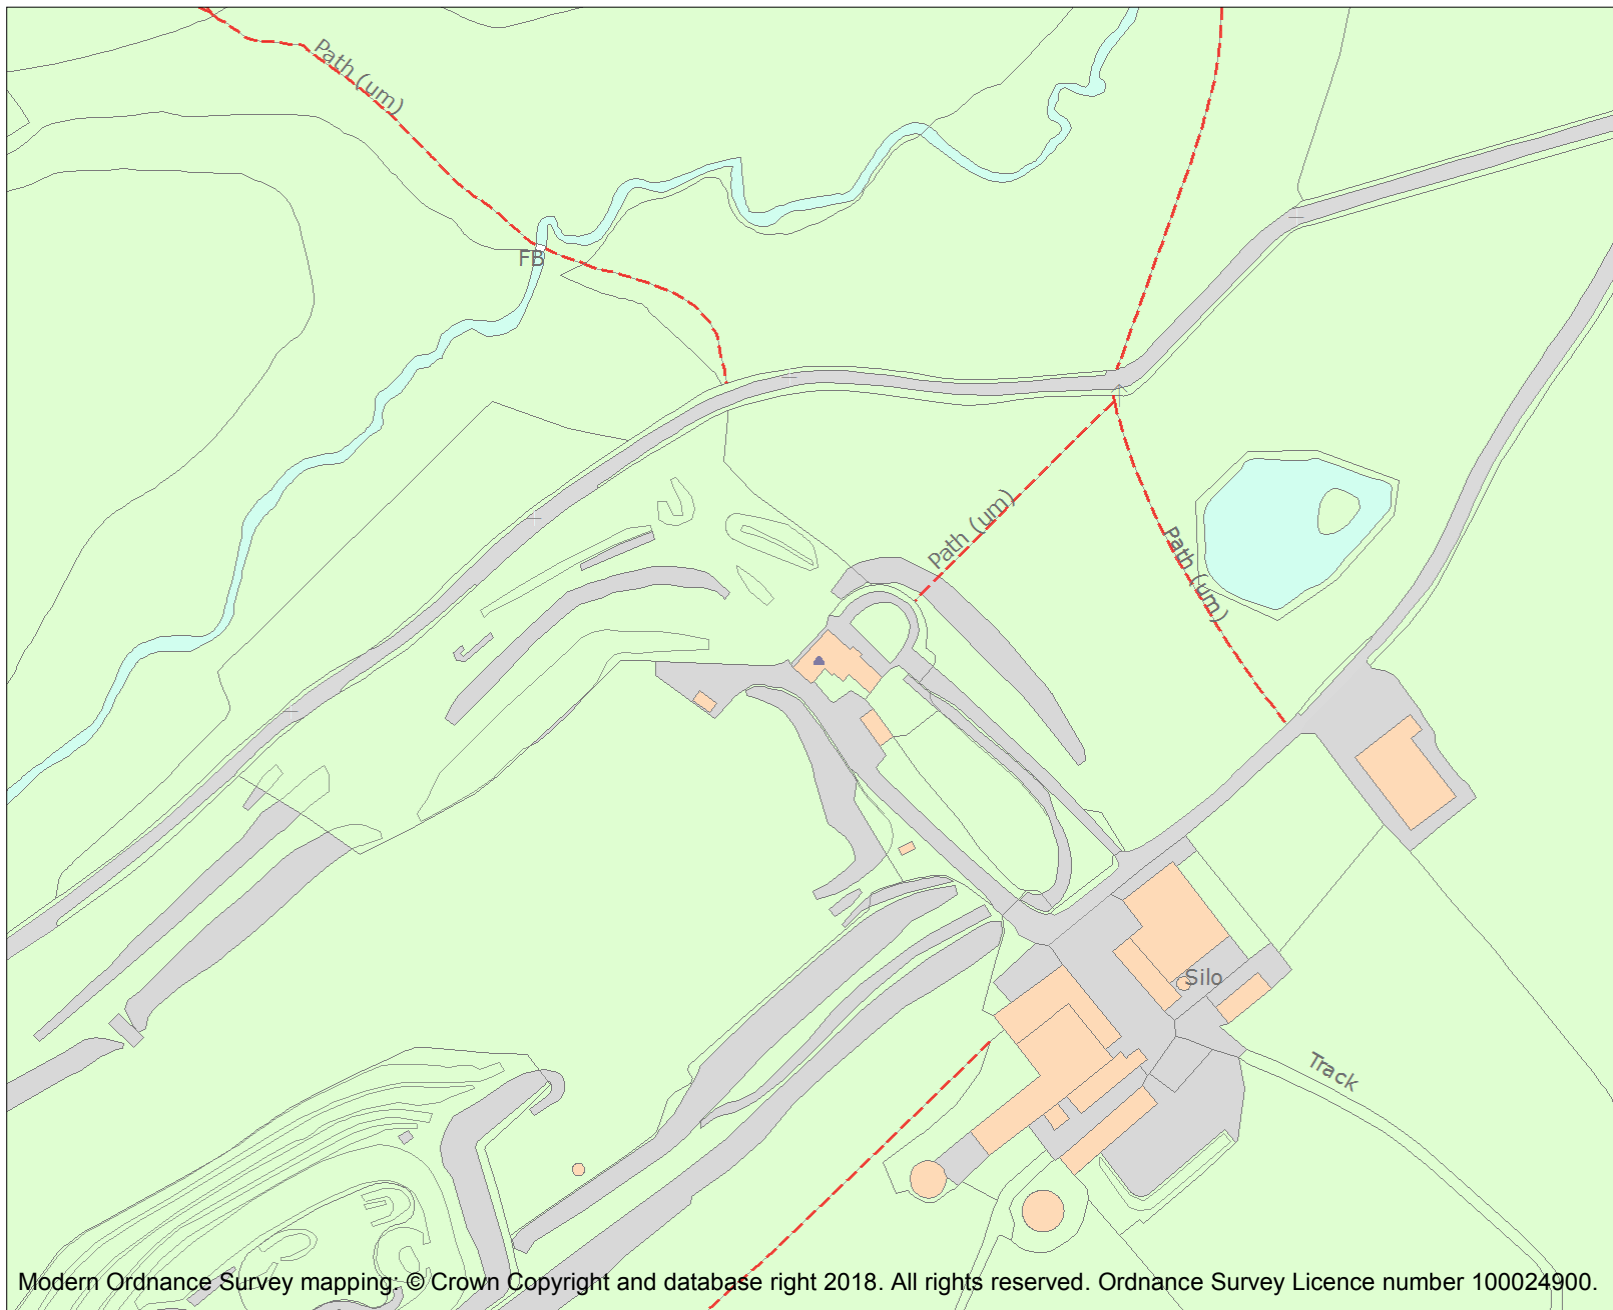 Path (um)
FB
Path (um)
Path (um)
Silo
Track
Modern Ordnance Survey mapping: © Crown Copyright and database right 2018. All rights reserved. Ordnance Survey Licence number 100024900.